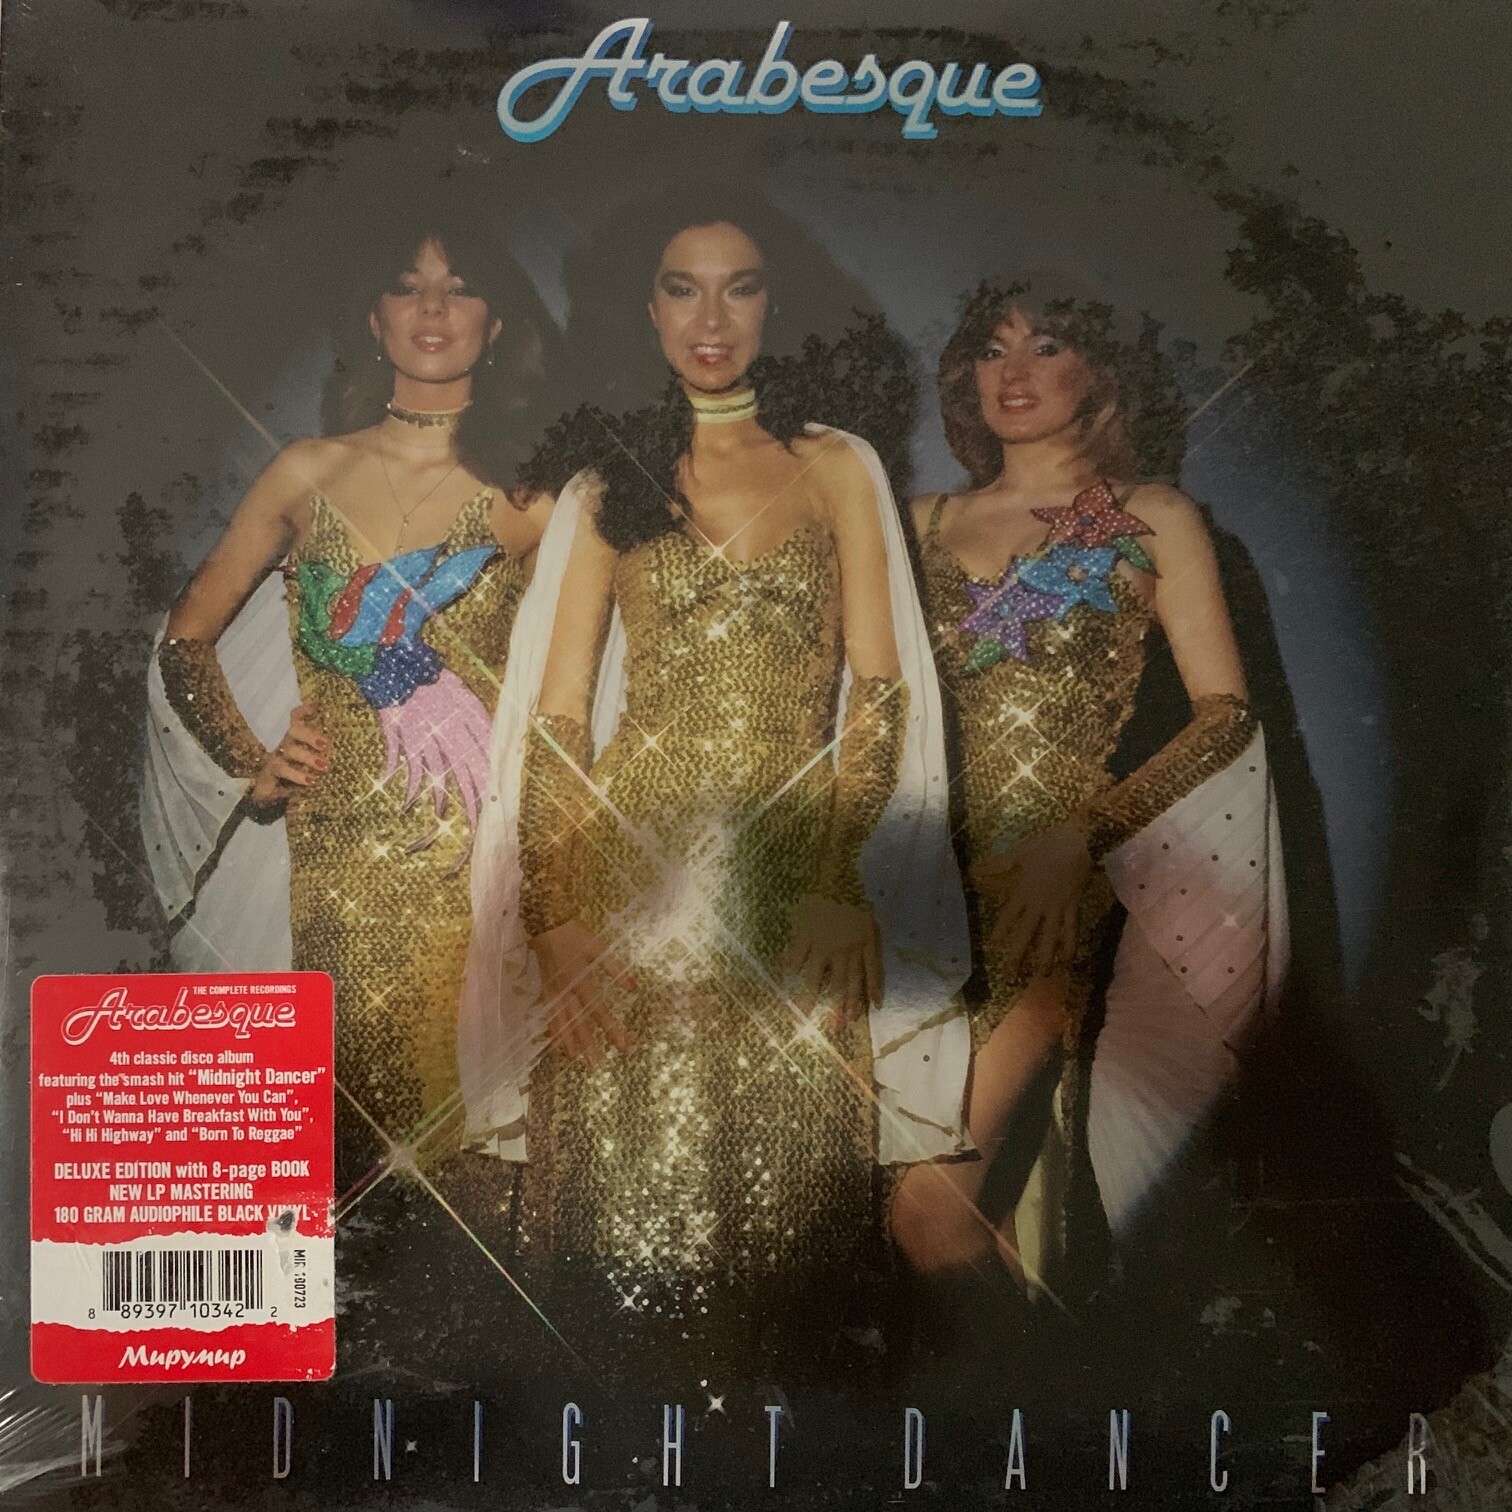 Arabesque
THE COMPLETE RECORDINGS
Arabesque
4th classic disco album
featuring the smash hit "Midnight Dancer"
plus "Make Love Whenever You Can",
"I Don't Wanna Have Breakfast With You",
"Hi Hi Highway" and "Born To Reggae"
DELUXE EDITION with 8-page BOOK
NEW LP MASTERING
180 GRAM AUDIOPHILE BLACK VINYL
8 89397 10342 2
MIR 100723
Мирумир
MIDNIGHT DANCER